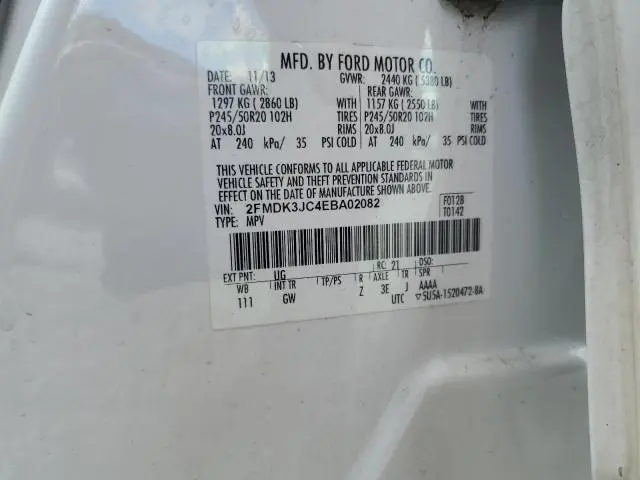 MFD. BY FORD MOTOR CO.
DATE: 11/13 GVWR: 2440 KG ( 5380 LB)
FRONT GAWR: REAR GAWR:
1297 KG ( 2860 LB) WITH 1157 KG ( 2550 LB) WITH
P245/50R20 102H TIRES P245/50R20 102H TIRES
20x8.0J RIMS 20x8.0J RIMS
AT 240 kPa/ 35 PSI COLD AT 240 kPa/ 35 PSI COLD
THIS VEHICLE CONFORMS TO ALL APPLICABLE FEDERAL MOTOR
VEHICLE SAFETY AND THEFT PREVENTION STANDARDS IN
EFFECT ON THE DATE OF MANUFACTURE SHOWN ABOVE.
VIN: 2FMDK3JC4EBA02082 F0128
TYPE: MPV T0142
EXT PNT: UG RC: 21 DSO:
WB INT TR TP/PS R AXLE TR SPR
111 GW Z 3E J AAAA
UTC ▽5U5A-1520472-BA